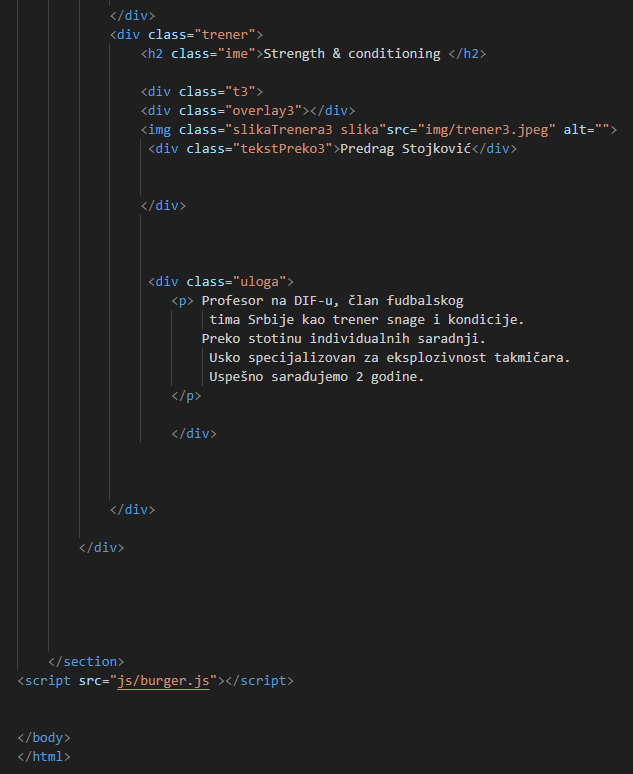 </div>
<div class="trener">
<h2 class="ime">Strength & conditioning </h2>
<div class="t3">
<div class="overlay3"></div>
<img class="slikaTrenera3 slika"src="img/trener3.jpeg" alt="">
<div class="tekstPreko3">Predrag Stojković</div>
</div>
<div class="uloga">
<p> Profesor na DIF-u, član fudbalskog
tima Srbije kao trener snage i kondicije.
Preko stotinu individualnih saradnji.
Usko specijalizovan za eksplozivnost takmičara.
Uspešno sarađujemo 2 godine.
</p>
</div>
</div>
</div>
</section>
<script src="js/burger.js"></script>
</body>
</html>